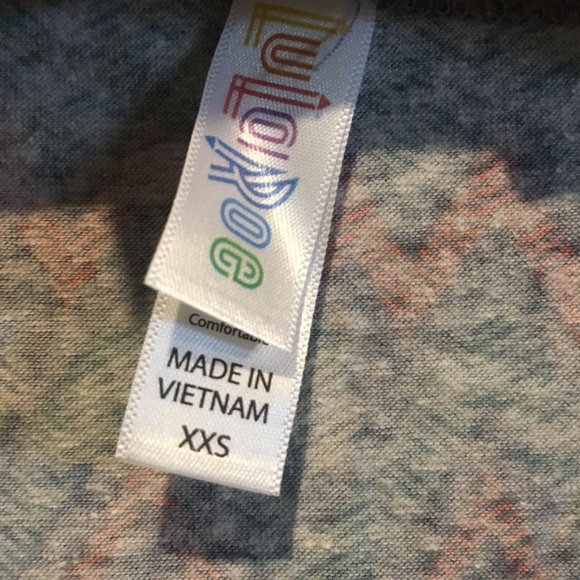 LuLaRoe
Comfortable
MADE IN
VIETNAM
XXS